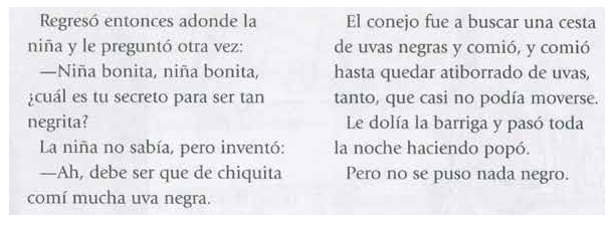 Regresó entonces adonde la
niña y le preguntó otra vez:
—Niña bonita, niña bonita,
¿cuál es tu secreto para ser tan
negrita?
La niña no sabía, pero inventó:
—Ah, debe ser que de chiquita
comí mucha uva negra.
El conejo fue a buscar una cesta
de uvas negras y comió, y comió
hasta quedar atiborrado de uvas,
tanto, que casi no podía moverse.
Le dolía la barriga y pasó toda
la noche haciendo popó.
Pero no se puso nada negro.